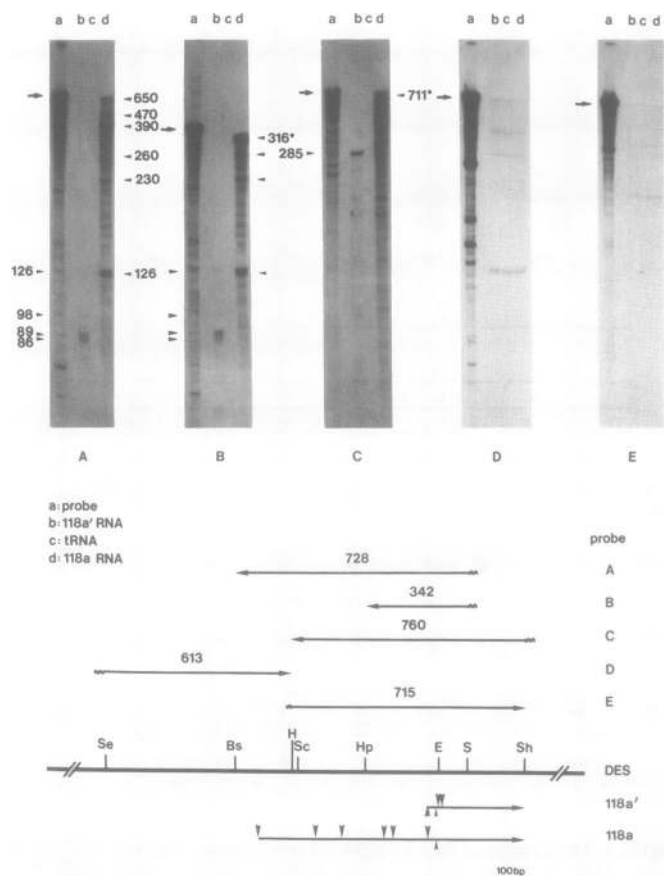 a b c d
a b c d
a b c d
a b c d
a b c d
650
470
390
260
230
126
126
98
89
86
316*
285
711*
A
B
C
D
E
a: probe
b: 118a' RNA
c: tRNA
d: 118a RNA
probe
728
A
342
B
760
C
613
D
715
E
Se
Bs
H
Sc
Hp
E
S
Sh
DES
118a'
118a
100bp